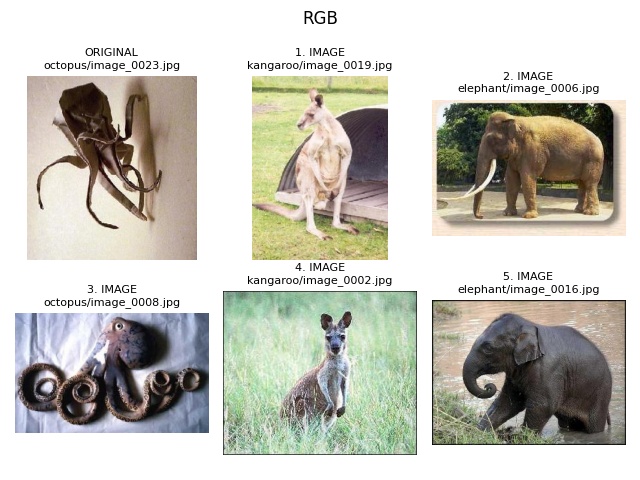 RGB
ORIGINAL
octopus/image_0023.jpg
1. IMAGE
kangaroo/image_0019.jpg
2. IMAGE
elephant/image_0006.jpg
3. IMAGE
octopus/image_0008.jpg
4. IMAGE
kangaroo/image_0002.jpg
5. IMAGE
elephant/image_0016.jpg